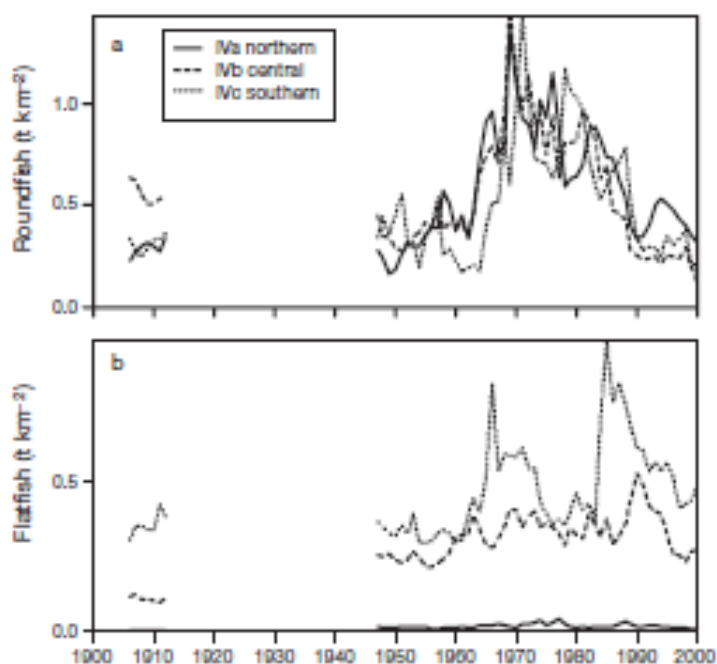 a
IVa northern
IVb central
IVc southern
Roundfish (t km⁻²)
1.0
0.5
0.0
b
Flatfish (t km⁻²)
0.5
0.0
1900 1910 1920 1930 1940 1950 1960 1970 1980 1990 2000